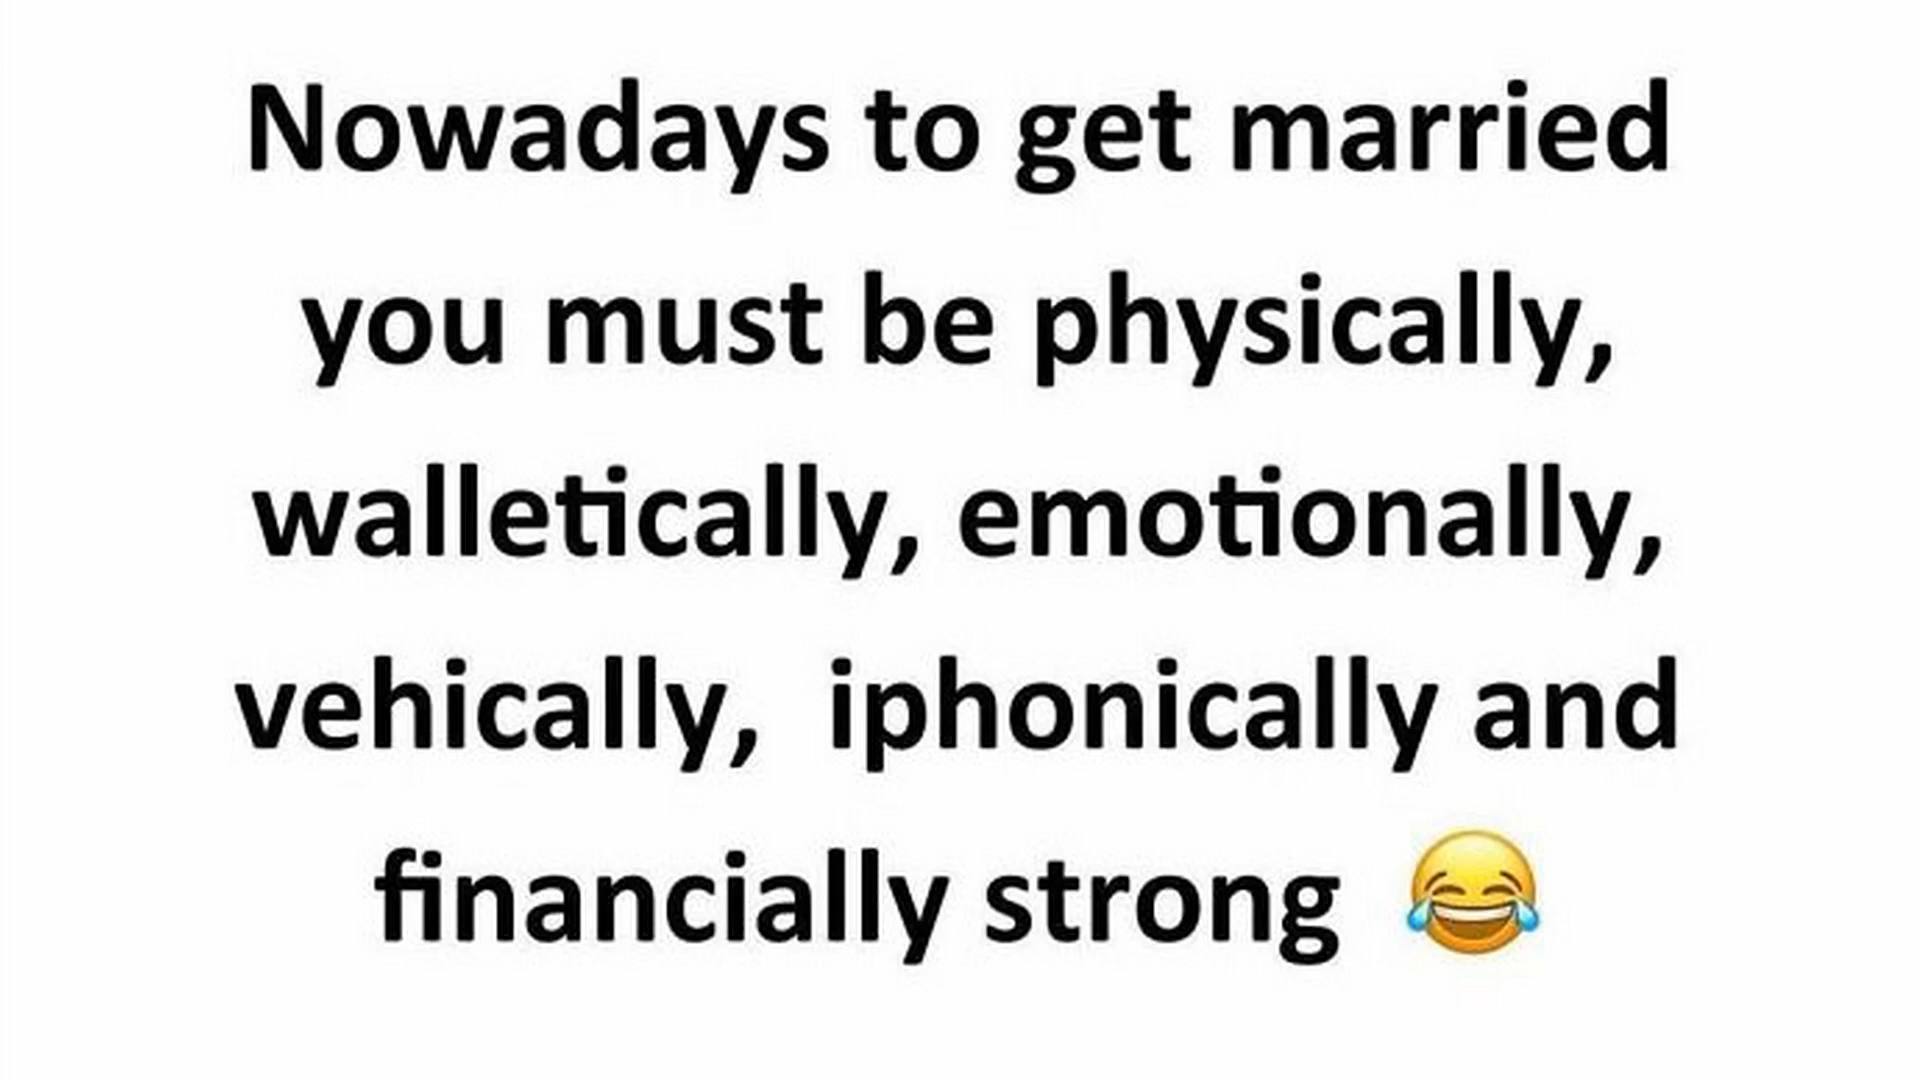 Nowadays to get married
you must be physically,
walletically, emotionally,
vehically,  iphonically and
financially strong 😂